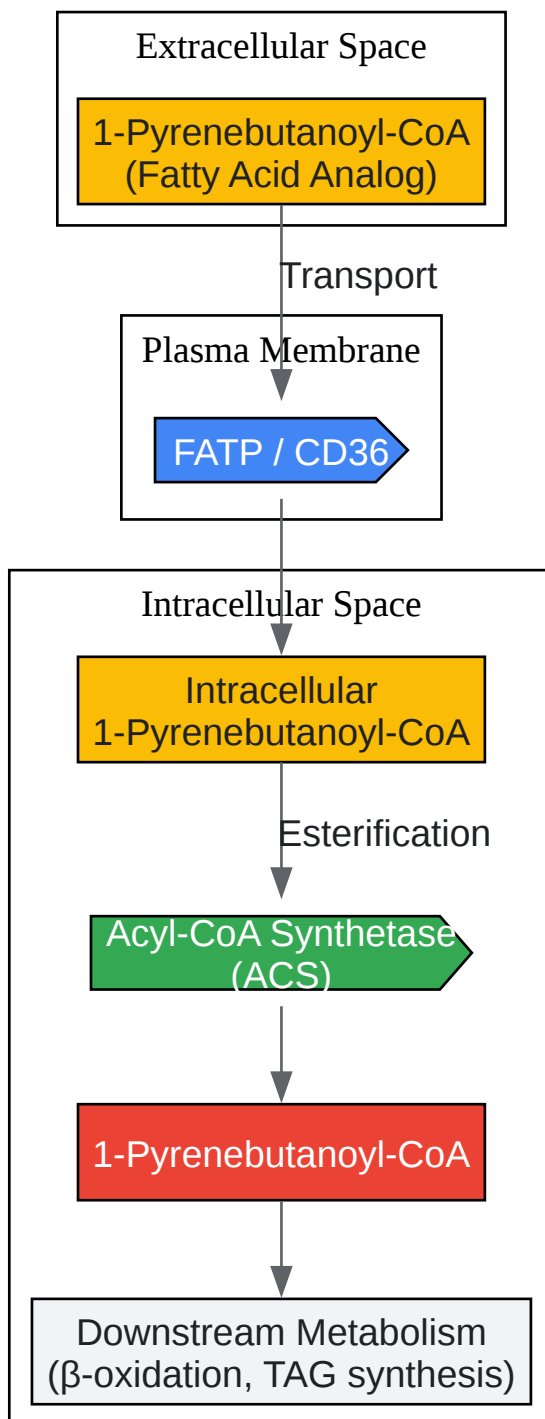 Extracellular Space
1-Pyrenebutanoyl-CoA
(Fatty Acid Analog)
Transport
Plasma Membrane
FATP / CD36
Intracellular Space
Intracellular
1-Pyrenebutanoyl-CoA
Esterification
Acyl-CoA Synthetase
(ACS)
1-Pyrenebutanoyl-CoA
Downstream Metabolism
(β-oxidation, TAG synthesis)